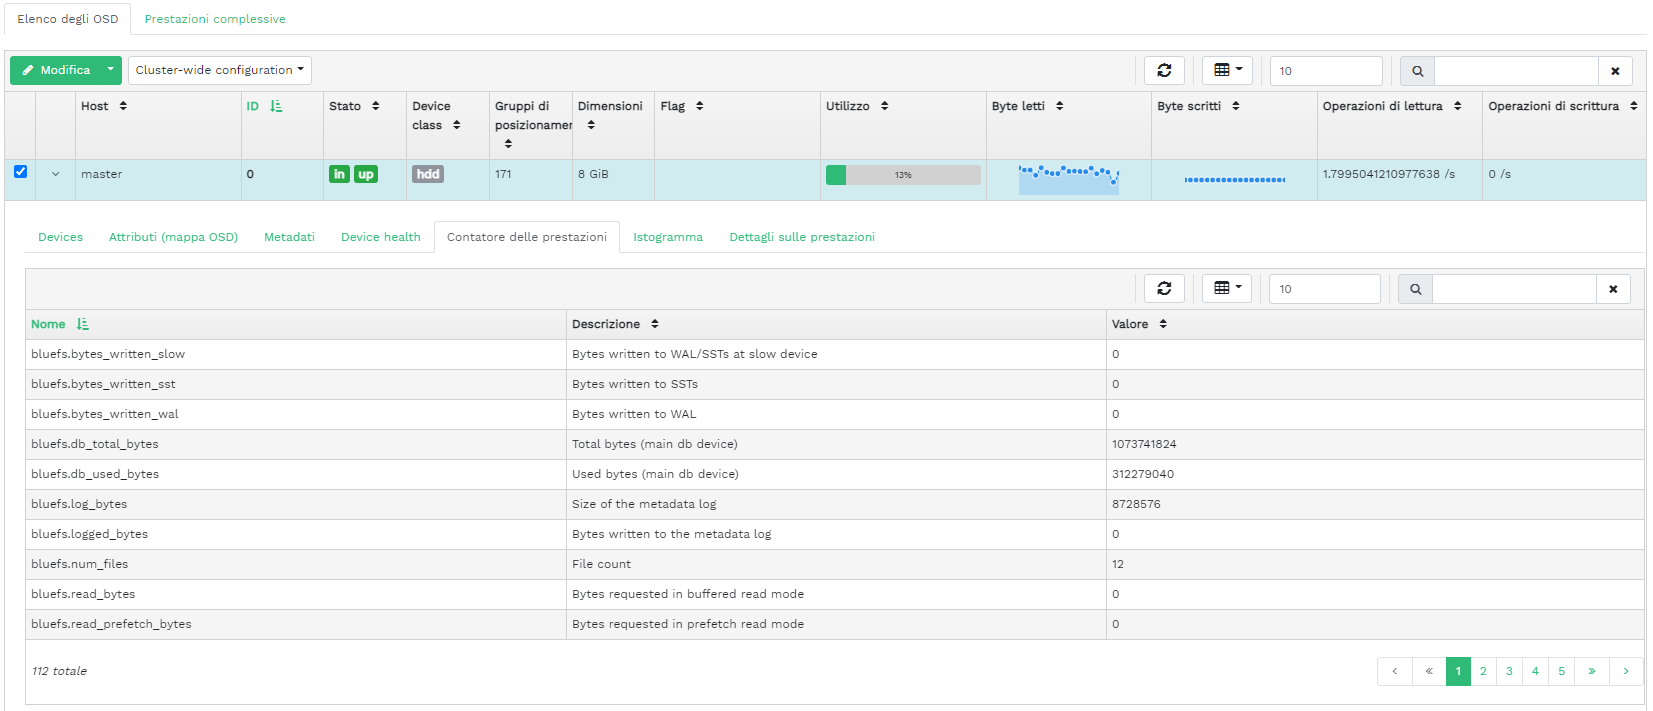 Elenco degli OSD Prestazioni complessive
Modifica Cluster-wide configuration 10
Host ID Stato Device class Gruppi di posizionamen Dimensioni Flag Utilizzo Byte letti Byte scritti Operazioni di lettura Operazioni di scrittura
master 0 in up hdd 171 8 GiB 13% 1.7995041210977638 /s 0 /s
Devices Attributi (mappa OSD) Metadati Device health Contatore delle prestazioni Istogramma Dettagli sulle prestazioni
10
Nome Descrizione Valore
bluefs.bytes_written_slow Bytes written to WAL/SSTs at slow device 0
bluefs.bytes_written_sst Bytes written to SSTs 0
bluefs.bytes_written_wal Bytes written to WAL 0
bluefs.db_total_bytes Total bytes (main db device) 1073741824
bluefs.db_used_bytes Used bytes (main db device) 312279040
bluefs.log_bytes Size of the metadata log 8728576
bluefs.logged_bytes Bytes written to the metadata log 0
bluefs.num_files File count 12
bluefs.read_bytes Bytes requested in buffered read mode 0
bluefs.read_prefetch_bytes Bytes requested in prefetch read mode 0
112 totale ‹ « 1 2 3 4 5 » ›